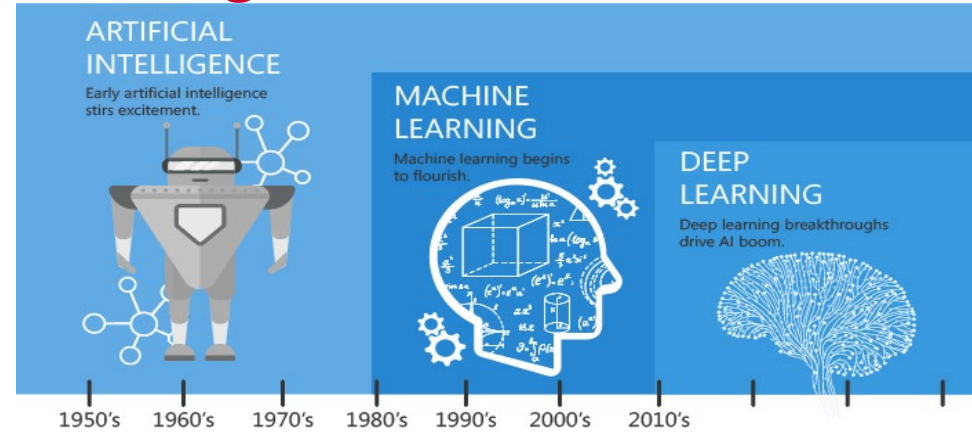 ARTIFICIAL
INTELLIGENCE
Early artificial intelligence
stirs excitement.
MACHINE
LEARNING
Machine learning begins
to flourish.
DEEP
LEARNING
Deep learning breakthroughs
drive AI boom.
1950's 1960's 1970's 1980's 1990's 2000's 2010's